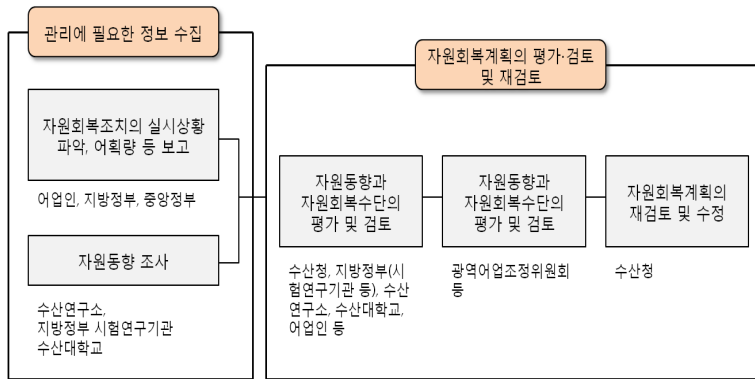 관리에 필요한 정보 수집
자원회복조치의 실시상황
파악, 어획량 등 보고
어업인, 지방정부, 중앙정부
자원동향 조사
수산연구소,
지방정부 시험연구기관
수산대학교
자원회복계획의 평가·검토
및 재검토
자원동향과
자원회복수단의
평가 및 검토
수산청, 지방정부(시
험연구기관 등), 수산
연구소, 수산대학교,
어업인 등
자원동향과
자원회복수단의
평가 및 검토
광역어업조정위원회
등
자원회복계획의
재검토 및 수정
수산청